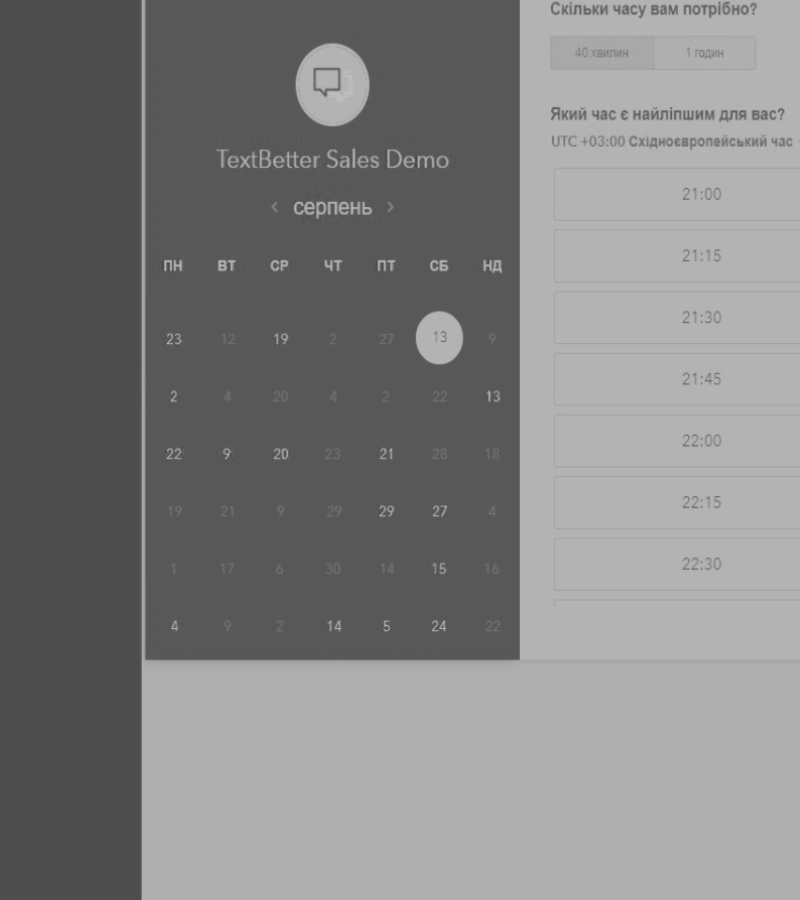 TextBetter Sales Demo
‹ серпень ›
ПН ВТ СР ЧТ ПТ СБ НД
23 12 19 2 27 13 9
2 4 20 4 2 22 13
22 9 20 23 21 28 18
19 21 9 29 29 27 4
1 17 6 30 14 15 16
4 9 2 14 5 24 22
Скільки часу вам потрібно?
40 хвилин 1 годин
Який час є найліпшим для вас?
UTC +03:00 Східноєвропейський час
21:00
21:15
21:30
21:45
22:00
22:15
22:30